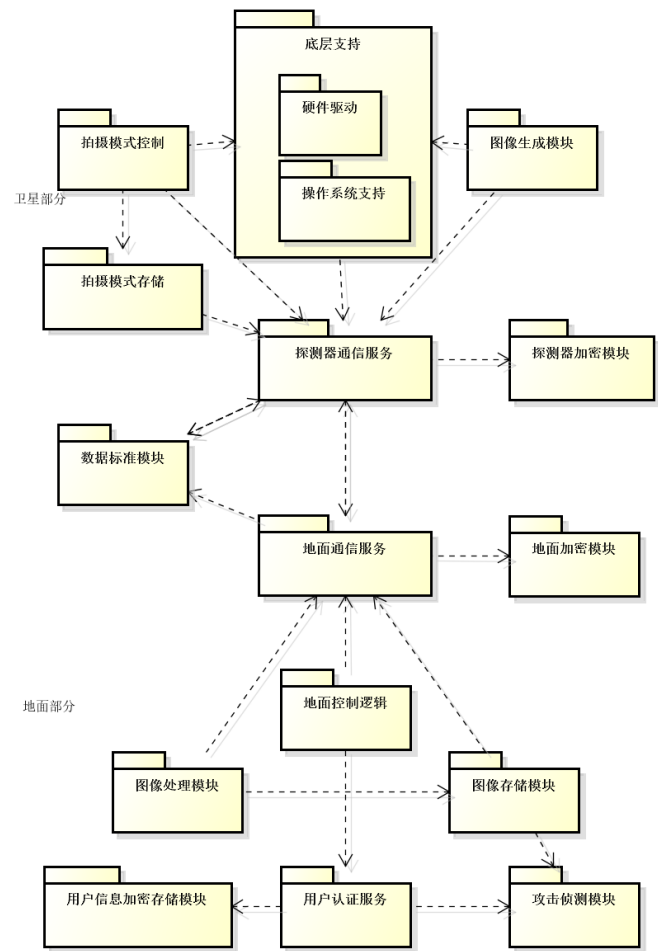 底层支持
硬件驱动
拍摄模式控制
图像生成模块
操作系统支持
卫星部分
拍摄模式存储
探测器通信服务
探测器加密模块
数据标准模块
地面通信服务
地面加密模块
地面部分
地面控制逻辑
图像处理模块
图像存储模块
用户信息加密存储模块
用户认证服务
攻击侦测模块